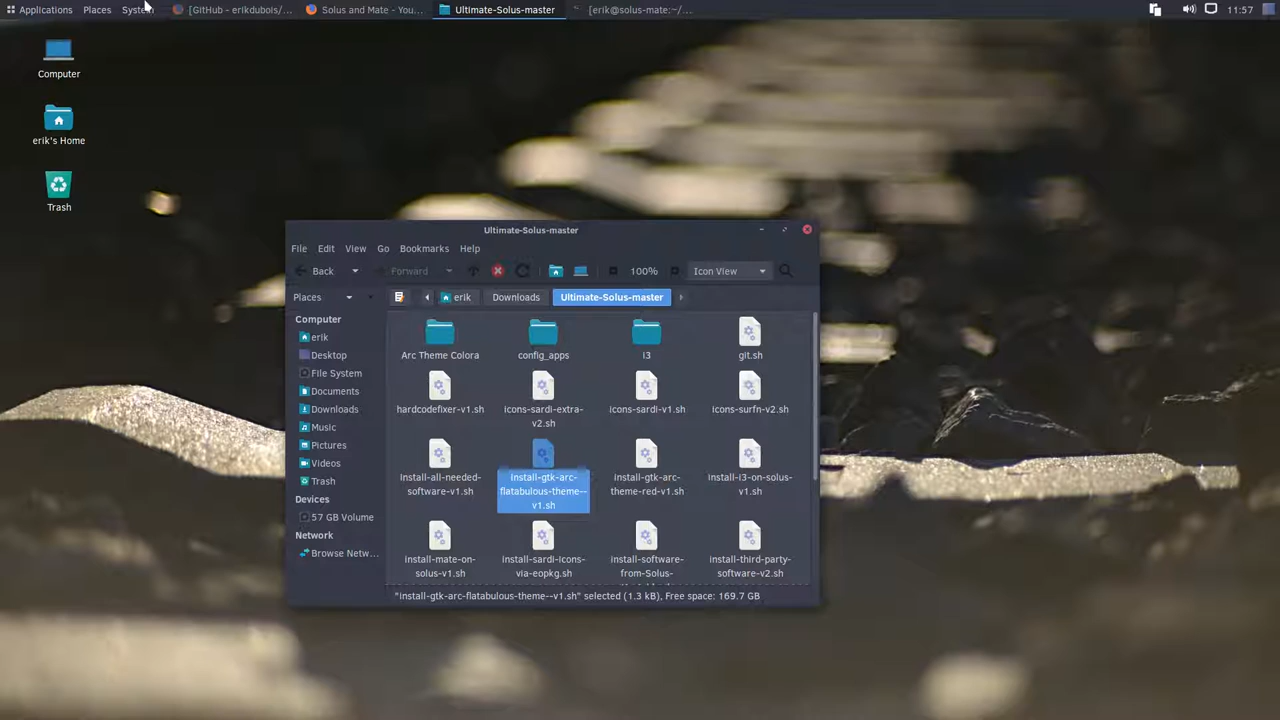 Applications Places System [GitHub - erikdubois/... Solus and Mate - You... Ultimate-Solus-master [erik@solus-mate:~/... 11:57
Computer
erik's Home
Trash
Ultimate-Solus-master
File Edit View Go Bookmarks Help
Back Forward 100% Icon View
Places erik Downloads Ultimate-Solus-master
Computer
erik
Desktop
File System
Documents
Downloads
Music
Pictures
Videos
Trash
Devices
57 GB Volume
Network
Browse Netw...
Arc Theme Colora config_apps I3 git.sh
hardcodefixer-v1.sh icons-sardi-extra- icons-sardi-v1.sh icons-surfn-v2.sh
v2.sh
install-all-needed- install-gtk-arc- install-gtk-arc- install-i3-on-solus-
software-v1.sh flatabulous-theme-- theme-red-v1.sh v1.sh
v1.sh
install-mate-on- install-sardi-icons- install-software- install-third-party-
solus-v1.sh via-eopkg.sh from-Solus- software-v2.sh
"install-gtk-arc-flatabulous-theme--v1.sh" selected (1.3 kB), Free space: 169.7 GB